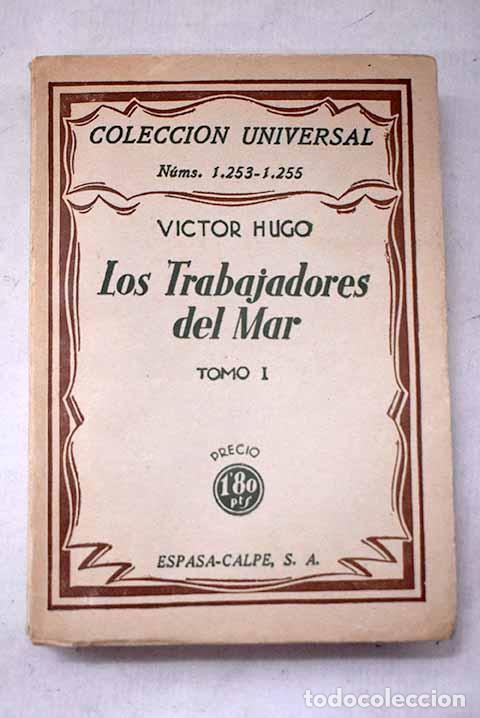 COLECCION UNIVERSAL
Núms. 1.253-1.255
VICTOR HUGO
Los Trabajadores
del Mar
TOMO I
PRECIO
1'80
pts
ESPASA-CALPE, S. A.
todocoleccion